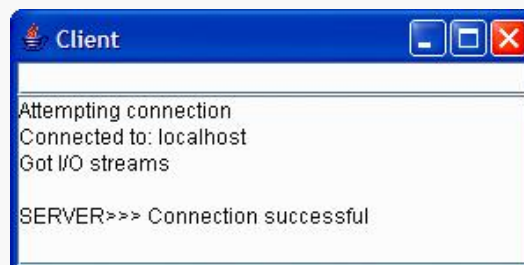 Client
Attempting connection
Connected to: localhost
Got I/O streams
SERVER>>> Connection successful